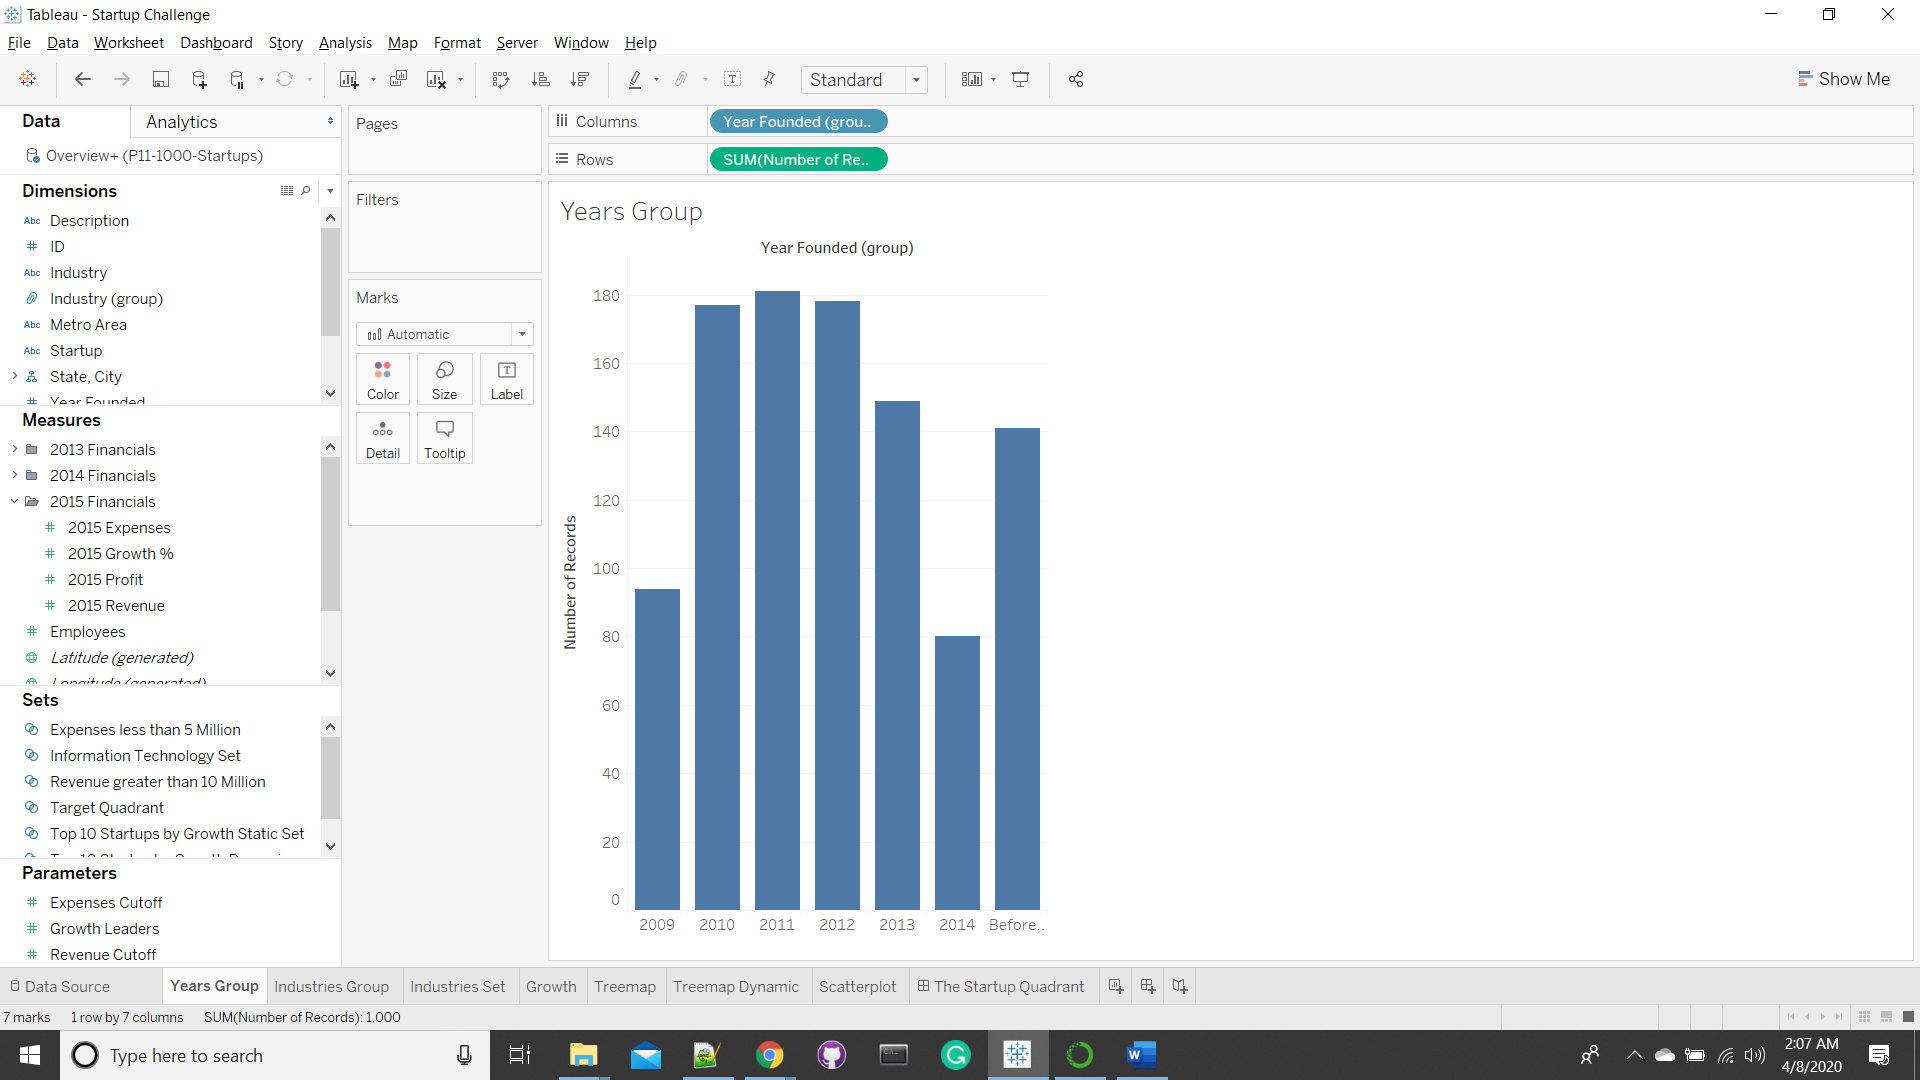 Tableau - Startup Challenge
File Data Worksheet Dashboard Story Analysis Map Format Server Window Help
Standard
Show Me
Data
Analytics
Overview+ (P11-1000-Startups)
Dimensions
Abc Description
# ID
Abc Industry
Industry (group)
Abc Metro Area
Abc Startup
State, City
# Year Founded
Measures
2013 Financials
2014 Financials
2015 Financials
# 2015 Expenses
# 2015 Growth %
# 2015 Profit
# 2015 Revenue
# Employees
Latitude (generated)
Longitude (generated)
Sets
Expenses less than 5 Million
Information Technology Set
Revenue greater than 10 Million
Target Quadrant
Top 10 Startups by Growth Static Set
Parameters
# Expenses Cutoff
# Growth Leaders
# Revenue Cutoff
Pages
Filters
Marks
Automatic
Color
Size
T
Label
Detail
Tooltip
Columns
Year Founded (grou..
Rows
SUM(Number of Re..
Years Group
Year Founded (group)
180
160
140
120
100
80
60
40
20
0
Number of Records
2009 2010 2011 2012 2013 2014 Before..
Data Source
Years Group
Industries Group
Industries Set
Growth
Treemap
Treemap Dynamic
Scatterplot
The Startup Quadrant
7 marks 1 row by 7 columns SUM(Number of Records): 1,000
Type here to search
2:07 AM
4/8/2020